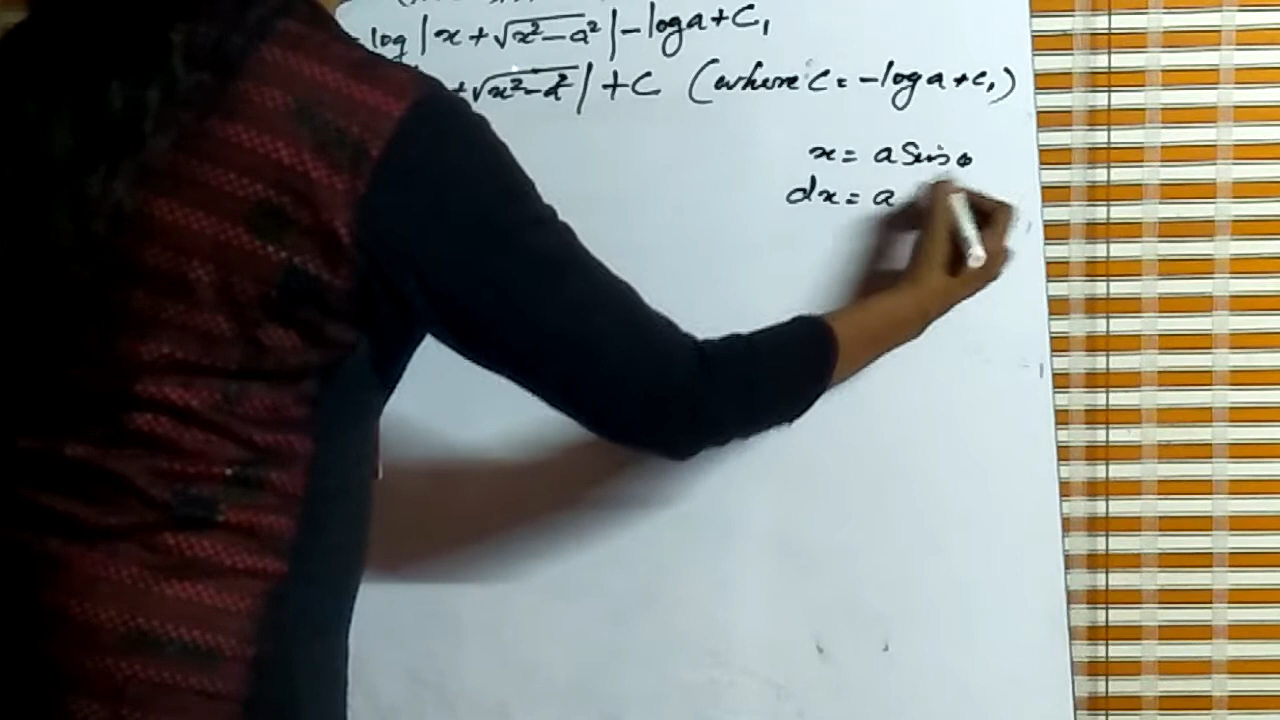 log |x + √x²-a² | - log a + C₁
+ √x²-a² | + C (where C = -log a + C₁)
x = a Sin θ
dx = a